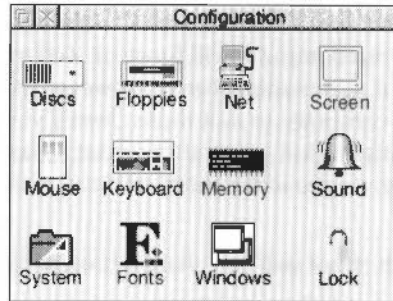 Configuration
Discs Floppies Net Screen
Mouse Keyboard Memory Sound
System Fonts Windows Lock